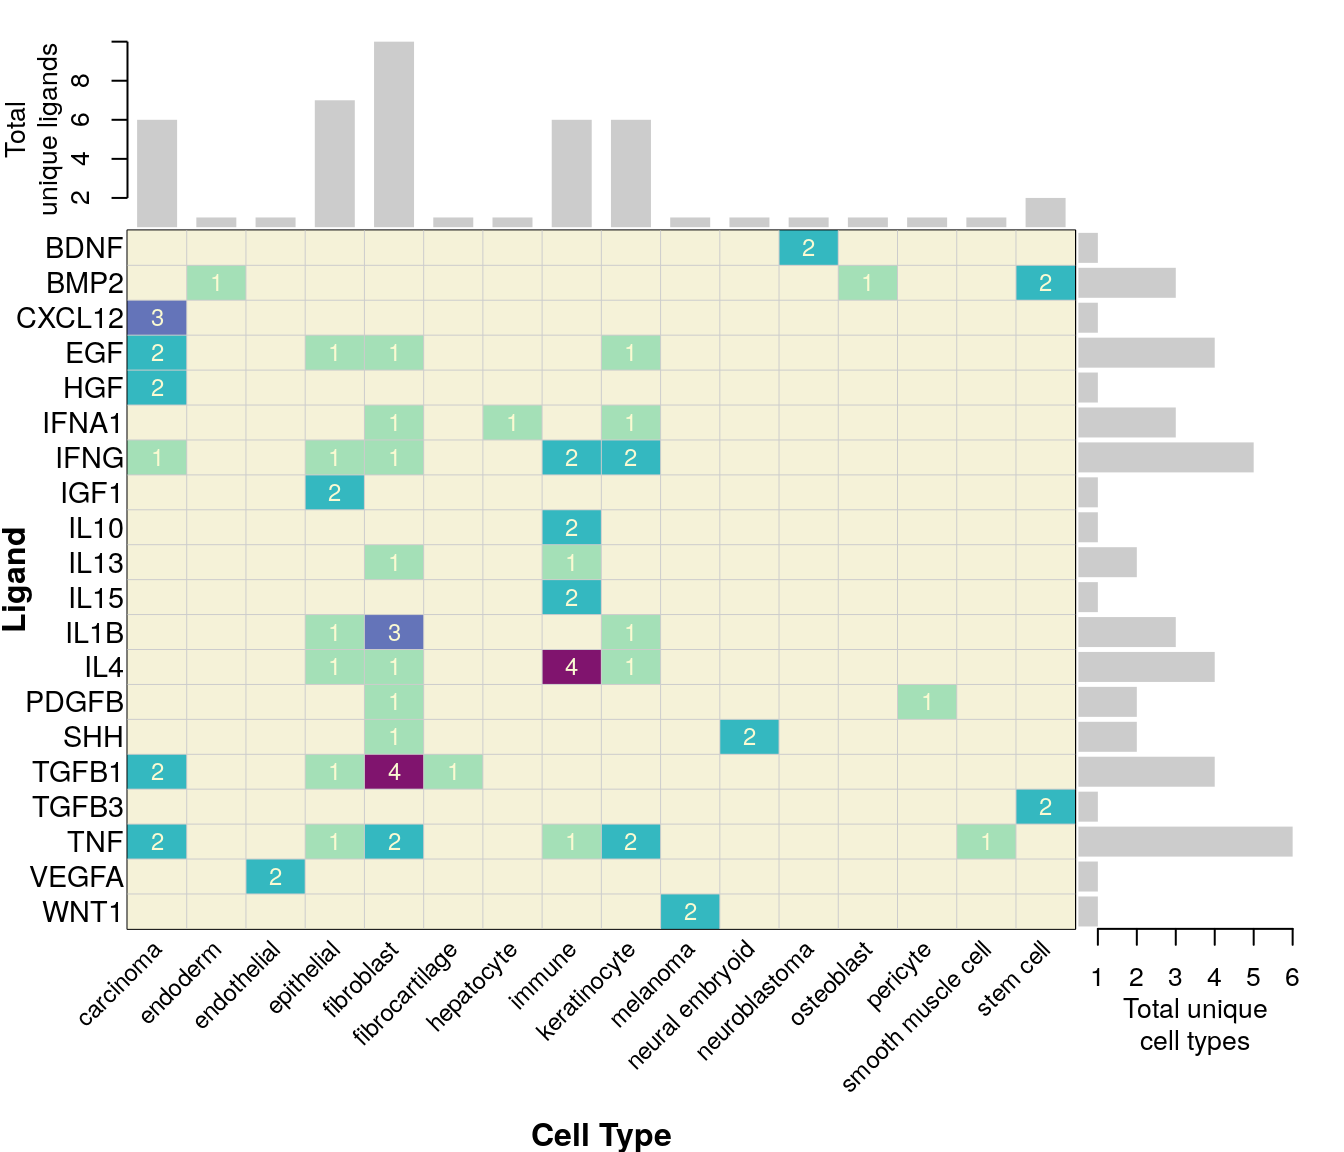 Total
unique ligands
8
6
4
2
BDNF 2
BMP2 1 1 2
CXCL12 3
EGF 2 1 1 1
HGF 2
IFNA1 1 1 1
IFNG 1 1 1 2 2
IGF1 2
IL10 2
IL13 1 1
IL15 2
IL1B 1 3 1
IL4 1 1 4 1
PDGFB 1 1
SHH 1 2
TGFB1 2 1 4 1
TGFB3 2
TNF 2 1 2 1 2 1
VEGFA 2
WNT1 2
Ligand
carcinoma
endoderm
endothelial
epithelial
fibroblast
fibrocartilage
hepatocyte
immune
keratinocyte
melanoma
neural embryoid
neuroblastoma
osteoblast
pericyte
smooth muscle cell
stem cell
1 2 3 4 5 6
Total unique
cell types
Cell Type